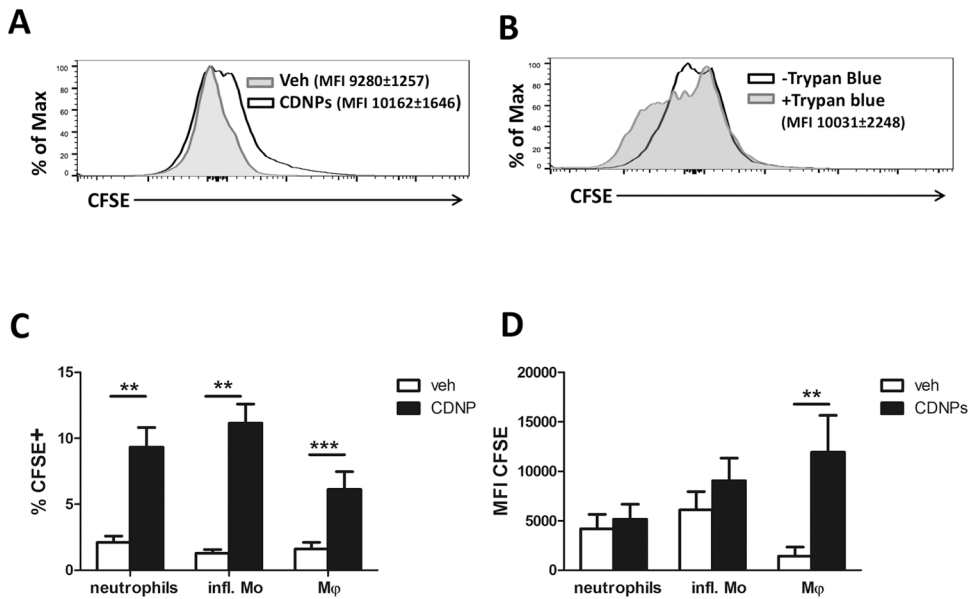 A
% of Max
100
80
60
40
20
0
Veh (MFI 9280±1257)
CDNPs (MFI 10162±1646)
CFSE
B
% of Max
100
80
60
40
20
0
-Trypan Blue
+Trypan blue
(MFI 10031±2248)
CFSE
C
% CFSE+
15
10
5
0
** ** ***
veh
CDNP
neutrophils infl. Mo Mφ
D
MFI CFSE
20000
15000
10000
5000
0
**
veh
CDNPs
neutrophils infl. Mo Mφ